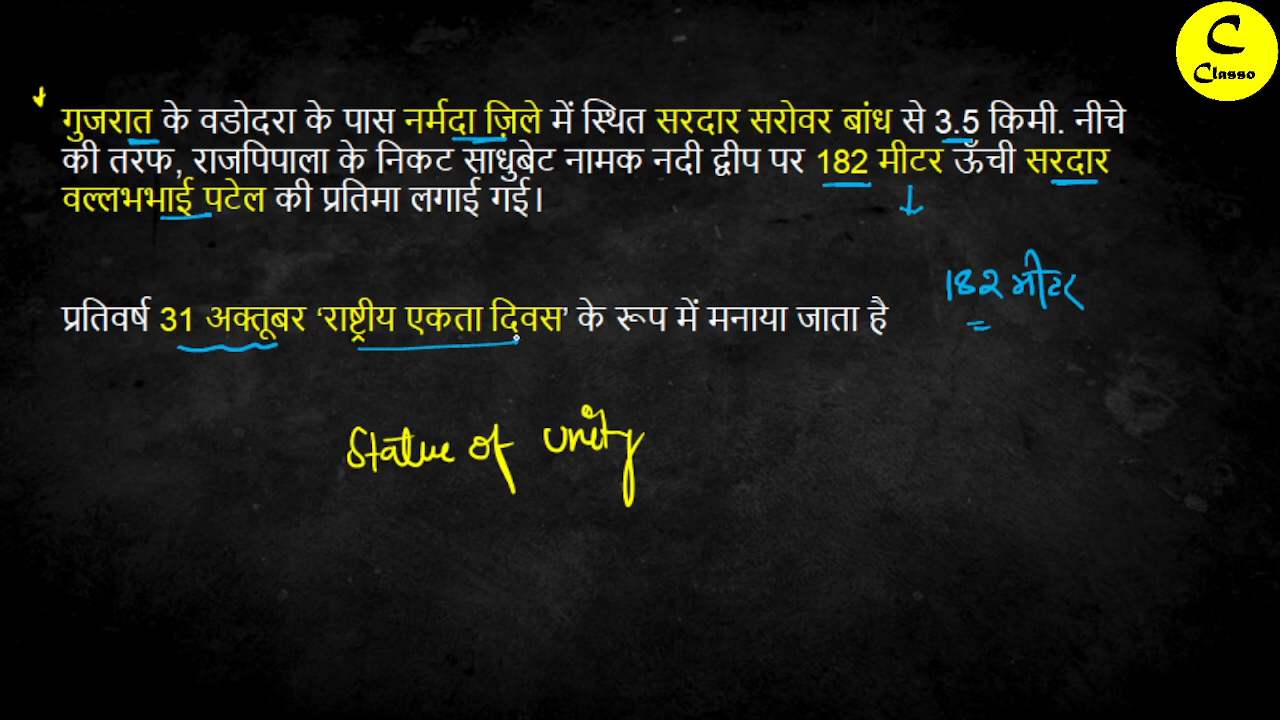 C
Classo
गुजरात के वडोदरा के पास नर्मदा ज़िले में स्थित सरदार सरोवर बांध से 3.5 किमी. नीचे
की तरफ, राजपिपाला के निकट साधुबेट नामक नदी द्वीप पर 182 मीटर ऊँची सरदार
वल्लभभाई पटेल की प्रतिमा लगाई गई।
182 मीटर
प्रतिवर्ष 31 अक्तूबर ‘राष्ट्रीय एकता दिवस’ के रूप में मनाया जाता है
Statue of unity